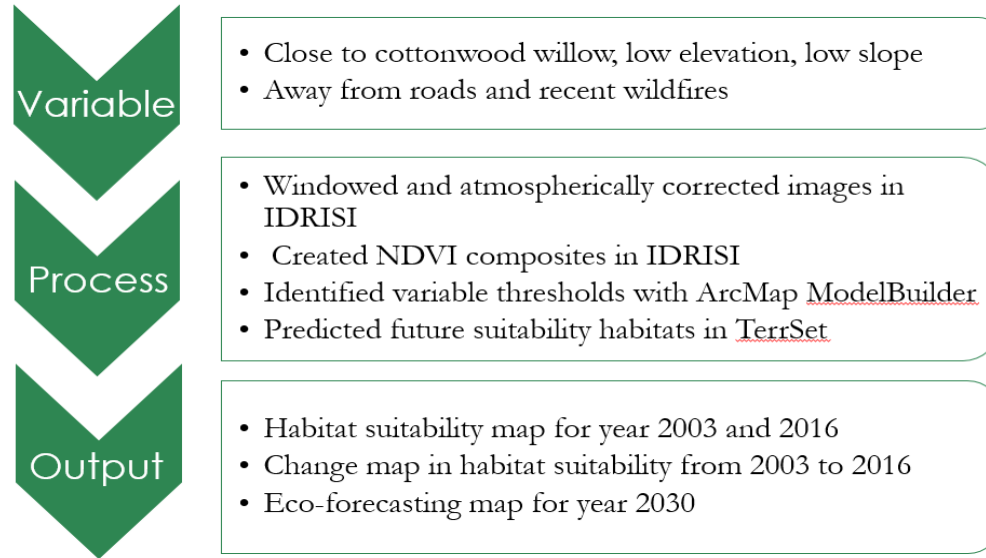 Variable
• Close to cottonwood willow, low elevation, low slope
• Away from roads and recent wildfires
Process
• Windowed and atmospherically corrected images in
IDRISI
• Created NDVI composites in IDRISI
• Identified variable thresholds with ArcMap ModelBuilder
• Predicted future suitability habitats in TerrSet
Output
• Habitat suitability map for year 2003 and 2016
• Change map in habitat suitability from 2003 to 2016
• Eco-forecasting map for year 2030